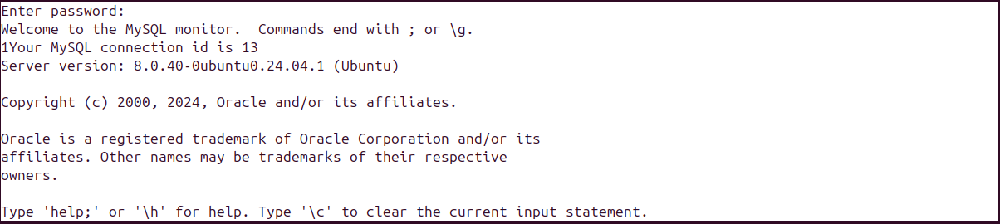 Enter password:
Welcome to the MySQL monitor.  Commands end with ; or \g.
1Your MySQL connection id is 13
Server version: 8.0.40-0ubuntu0.24.04.1 (Ubuntu)
Copyright (c) 2000, 2024, Oracle and/or its affiliates.
Oracle is a registered trademark of Oracle Corporation and/or its
affiliates. Other names may be trademarks of their respective
owners.
Type 'help;' or '\h' for help. Type '\c' to clear the current input statement.